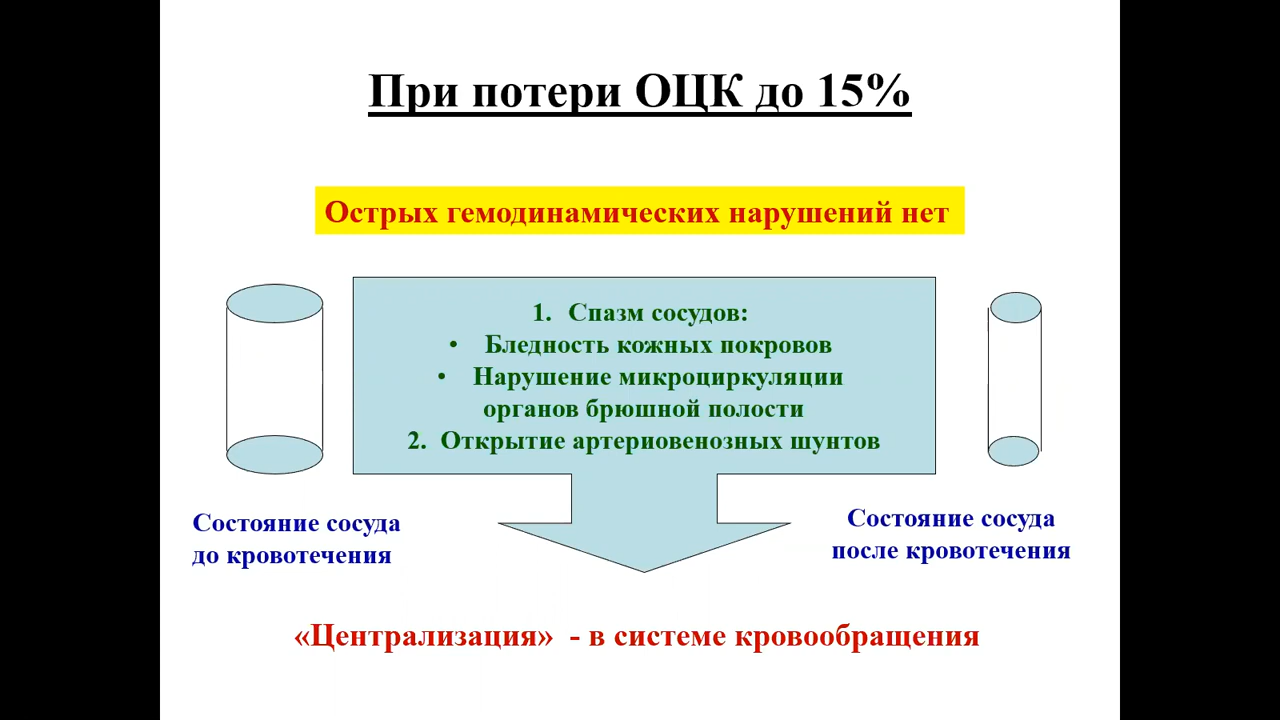 При потери ОЦК до 15%
Острых гемодинамических нарушений нет
1. Спазм сосудов:
• Бледность кожных покровов
• Нарушение микроциркуляции
органов брюшной полости
2. Открытие артериовенозных шунтов
Состояние сосуда
до кровотечения
Состояние сосуда
после кровотечения
«Централизация» - в системе кровообращения